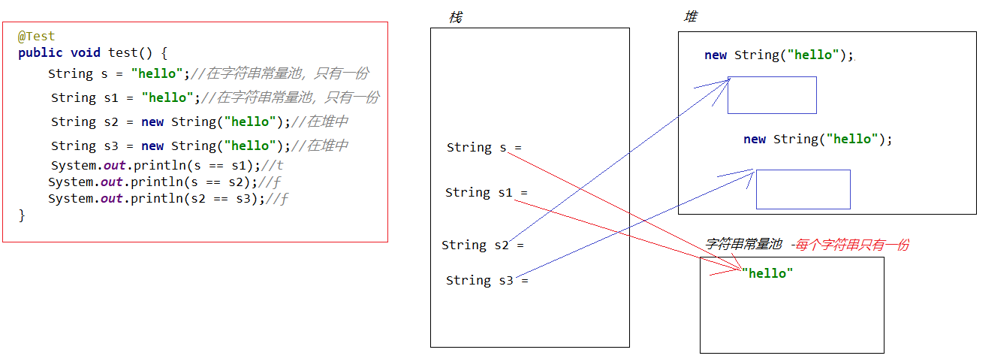 @Test
public void test() {
String s = "hello";//在字符串常量池，只有一份
String s1 = "hello";//在字符串常量池，只有一份
String s2 = new String("hello");//在堆中
String s3 = new String("hello");//在堆中
System.out.println(s == s1);//t
System.out.println(s == s2);//f
System.out.println(s2 == s3);//f
}
栈
String s =
String s1 =
String s2 =
String s3 =
堆
new String("hello");
new String("hello");
字符串常量池 -每个字符串只有一份
"hello"